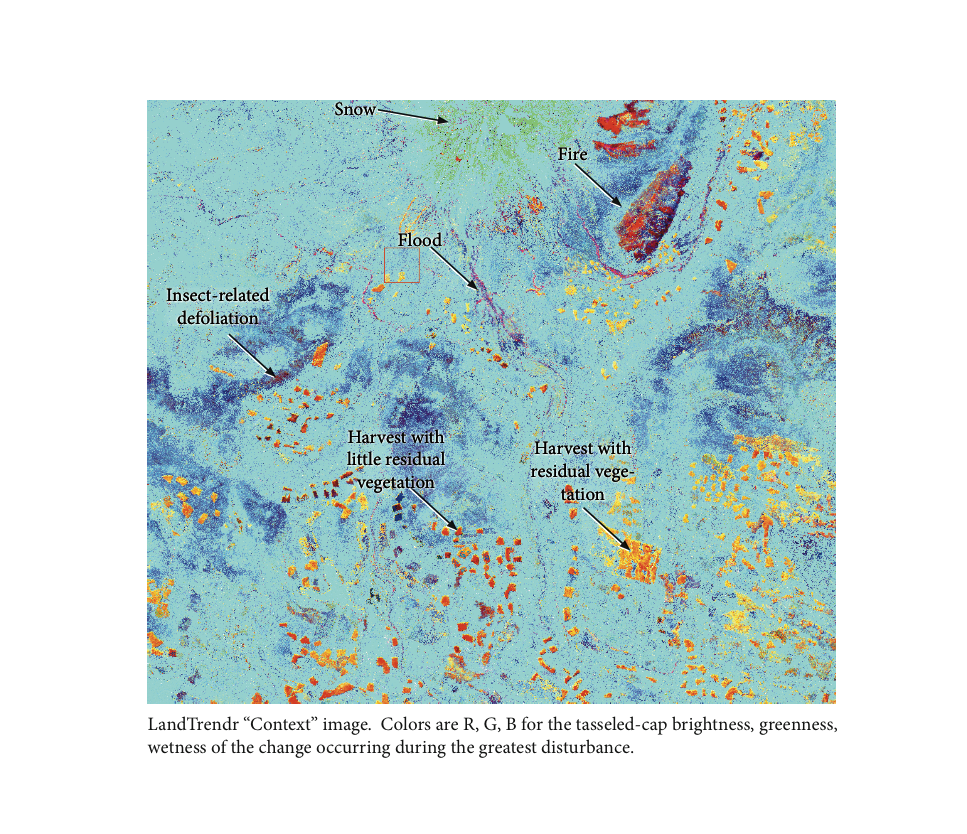 Snow
Fire
Flood
Insect-related
defoliation
Harvest with
little residual
vegetation
Harvest with
residual vege-
tation
LandTrendr “Context” image.  Colors are R, G, B for the tasseled-cap brightness, greenness,
wetness of the change occurring during the greatest disturbance.